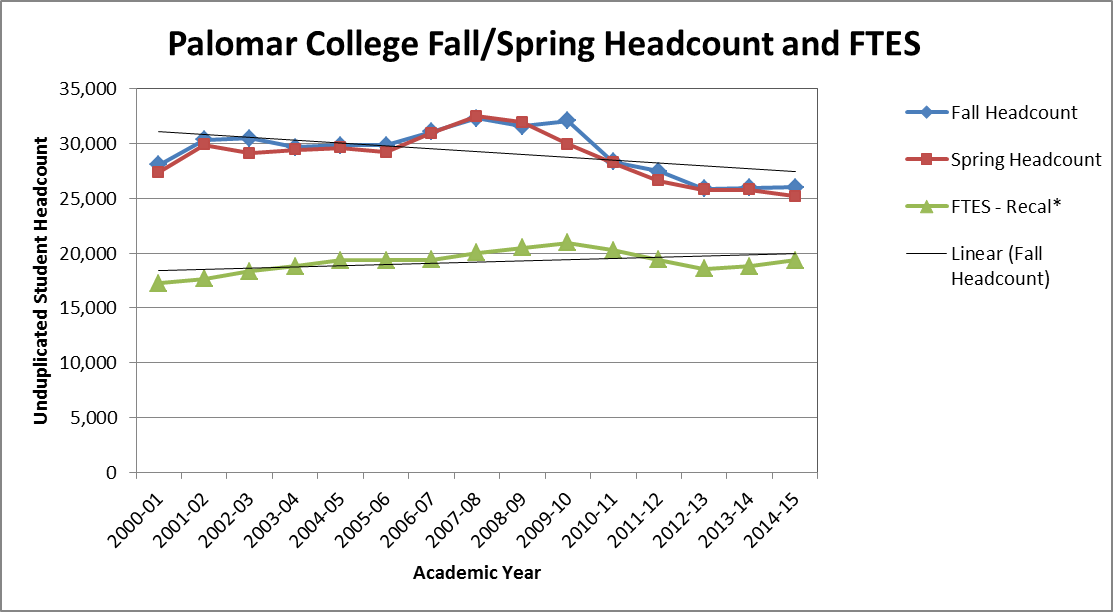 Palomar College Fall/Spring Headcount and FTES
35,000
30,000
25,000
20,000
15,000
10,000
5,000
0
Unduplicated Student Headcount
2000-01
2001-02
2002-03
2003-04
2004-05
2005-06
2006-07
2007-08
2008-09
2009-10
2010-11
2011-12
2012-13
2013-14
2014-15
Academic Year
Fall Headcount
Spring Headcount
FTES - Recal*
Linear (Fall
Headcount)